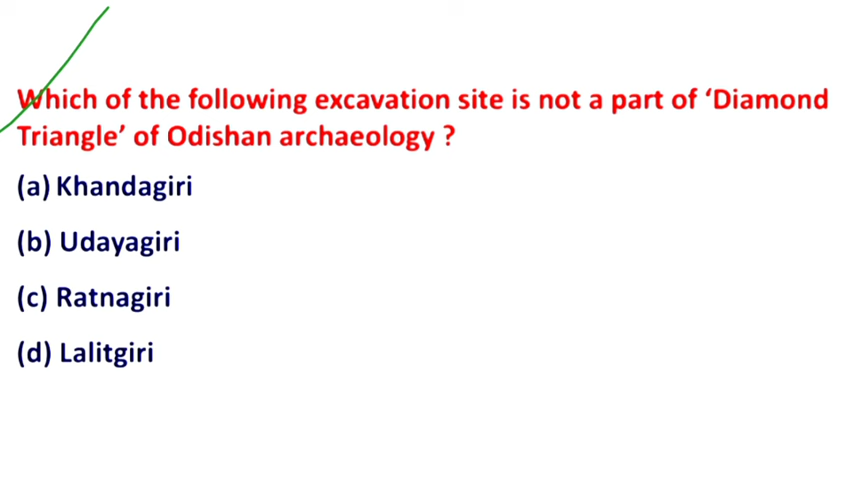 Which of the following excavation site is not a part of ‘Diamond
Triangle’ of Odishan archaeology ?
(a) Khandagiri
(b) Udayagiri
(c) Ratnagiri
(d) Lalitgiri